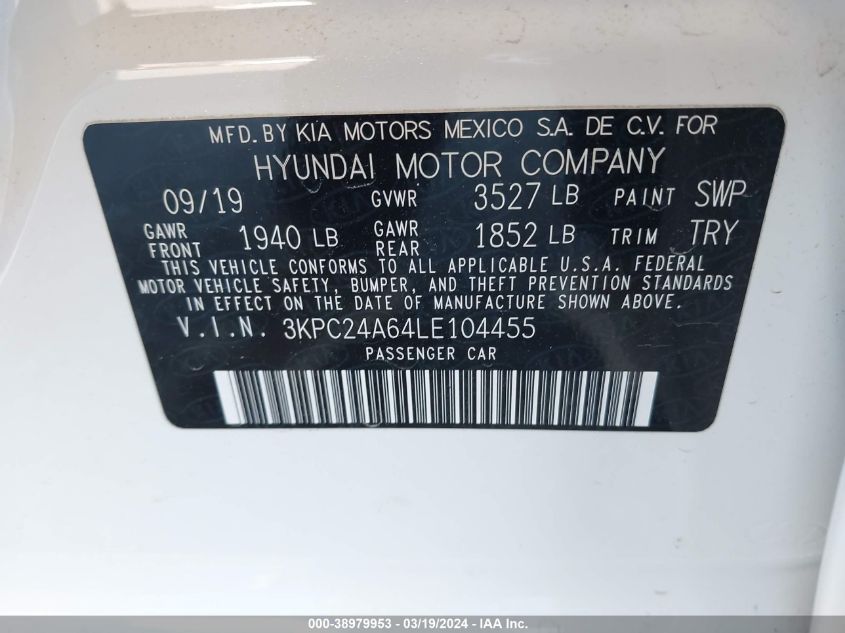 MFD. BY KIA MOTORS MEXICO S.A. DE C.V. FOR
HYUNDAI MOTOR COMPANY
09/19 GVWR 3527 LB PAINT SWP
GAWR FRONT 1940 LB GAWR REAR 1852 LB TRIM TRY
THIS VEHICLE CONFORMS TO ALL APPLICABLE U.S.A. FEDERAL
MOTOR VEHICLE SAFETY, BUMPER, AND THEFT PREVENTION STANDARDS
IN EFFECT ON THE DATE OF MANUFACTURE SHOWN ABOVE.
V.I.N. 3KPC24A64LE104455
PASSENGER CAR
000-38979953 - 03/19/2024 - IAA Inc.